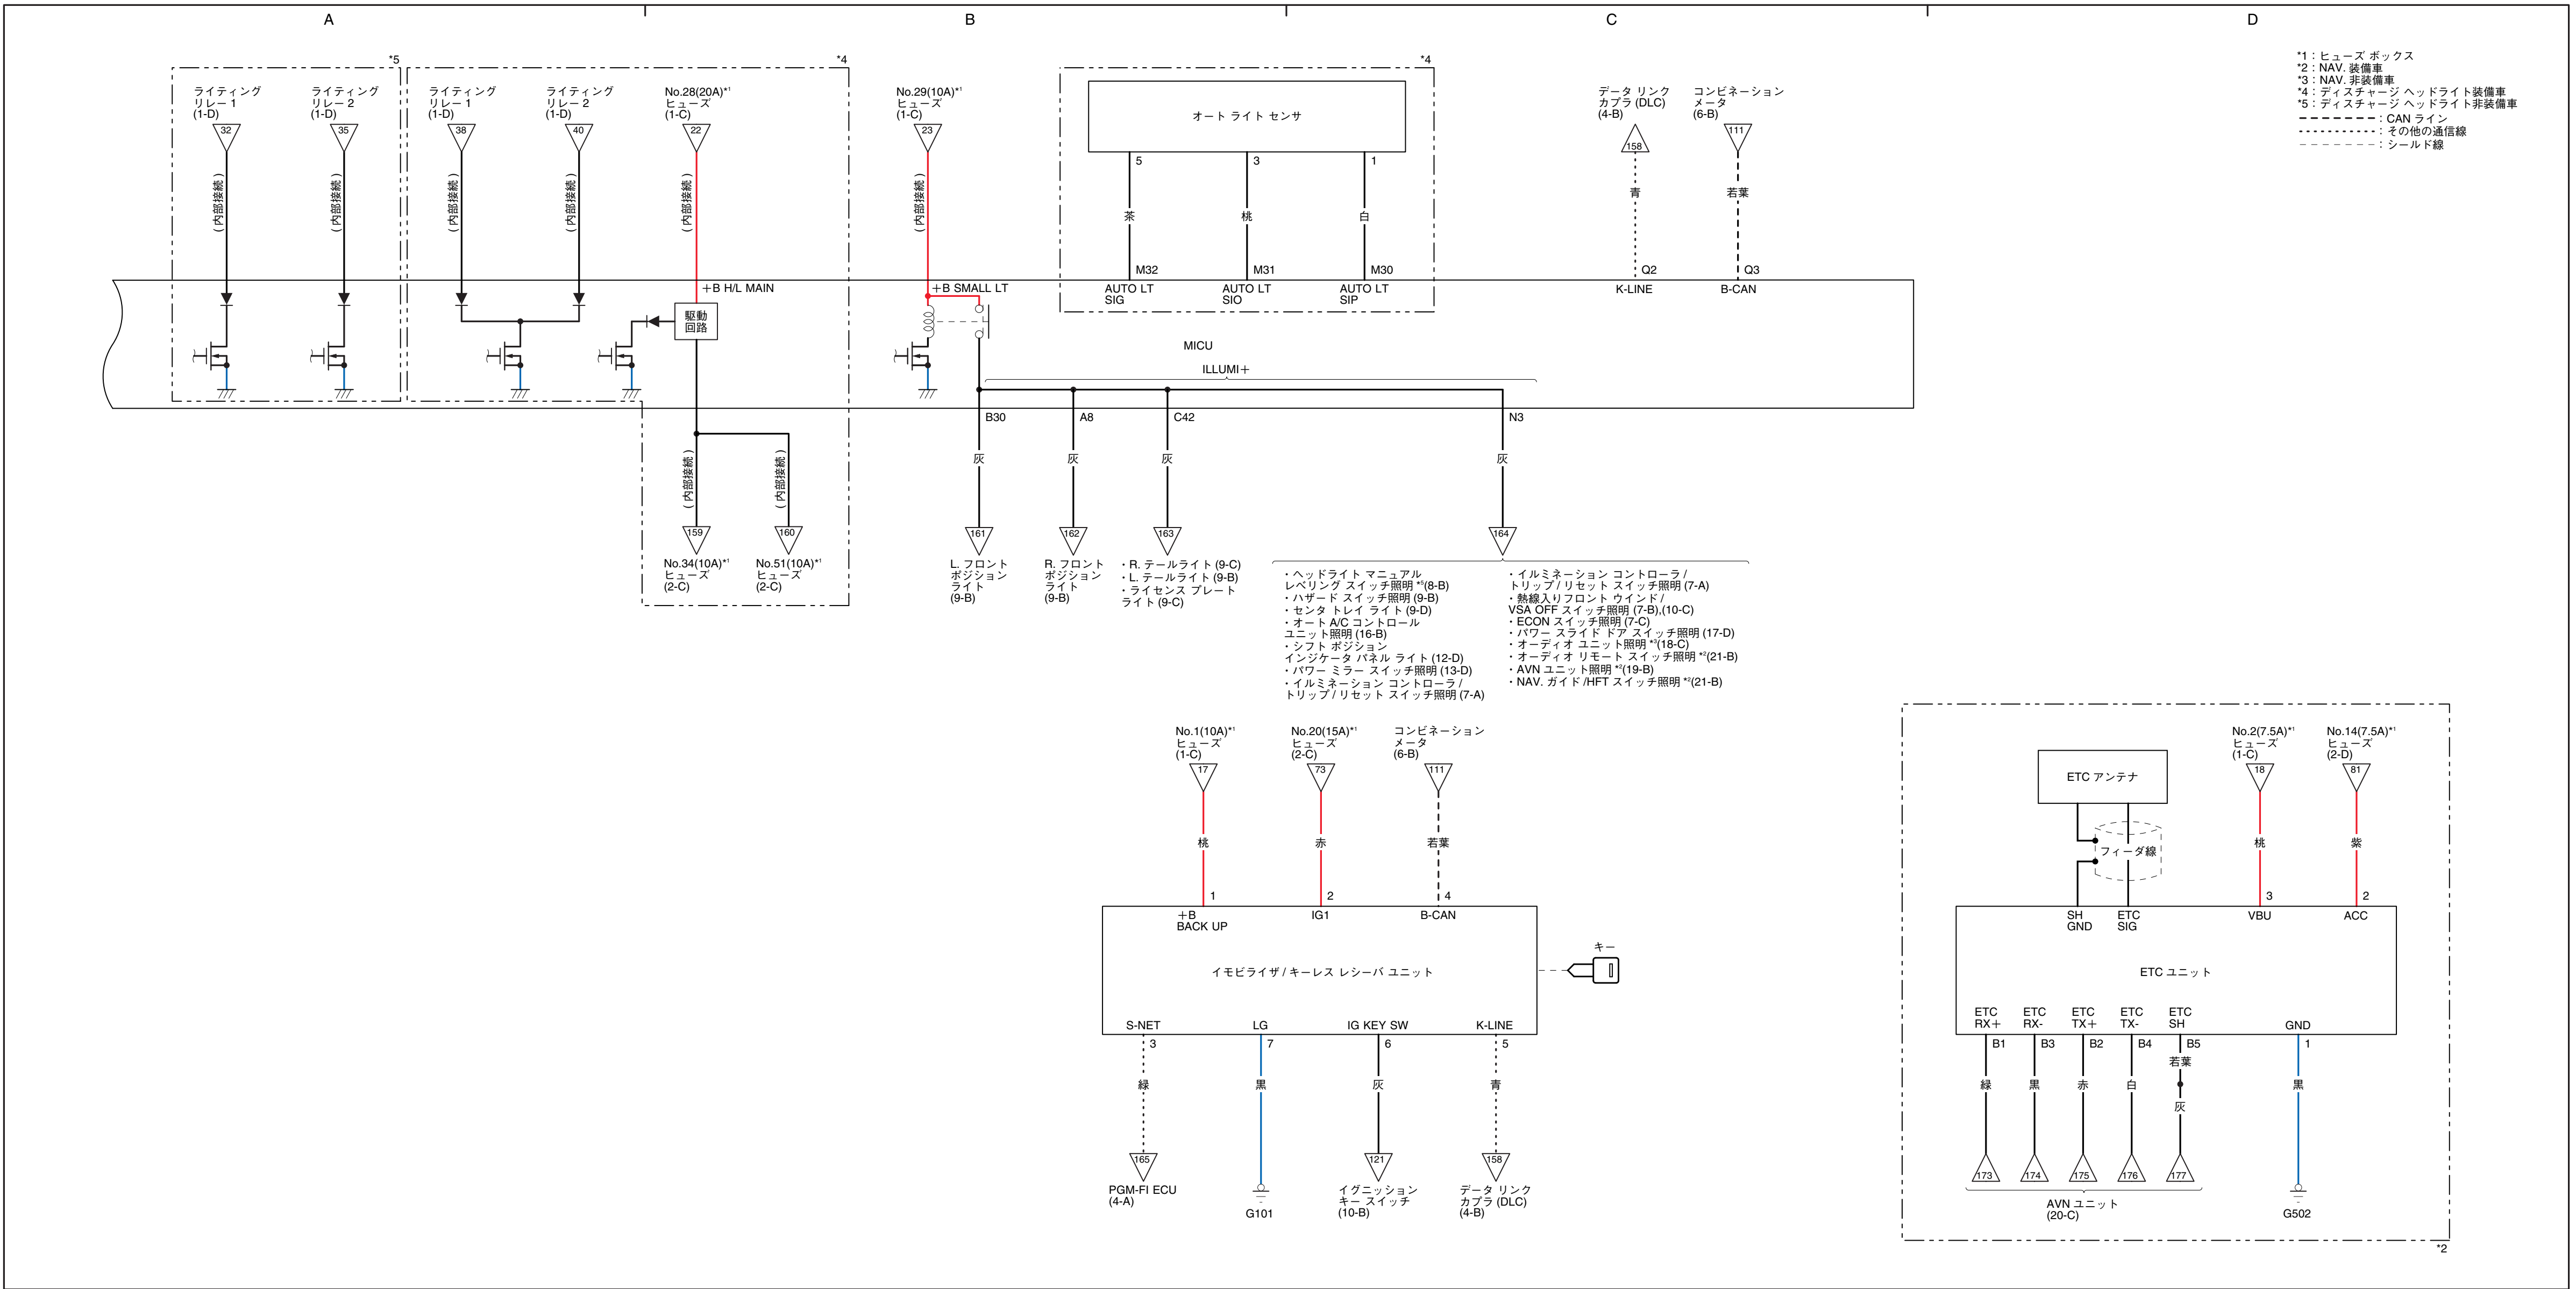 A
B
C
D
*1：ヒューズ ボックス
*2：NAV. 装備車
*3：NAV. 非装備車
*4：ディスチャージ ヘッドライト装備車
*5：ディスチャージ ヘッドライト非装備車
：CAN ライン
：その他の通信線
：シールド線
*5
*4
*4
ライティング
リレー 1
(1-D)
32
ライティング
リレー 2
(1-D)
35
ライティング
リレー 1
(1-D)
38
ライティング
リレー 2
(1-D)
40
No.28(20A)*1
ヒューズ
(1-C)
22
No.29(10A)*1
ヒューズ
(1-C)
23
オート ライト センサ
データ リンク
カプラ (DLC)
(4-B)
158
コンビネーション
メータ
(6-B)
111
(内部接続)
(内部接続)
(内部接続)
(内部接続)
(内部接続)
(内部接続)
5
3
1
茶
桃
白
青
若葉
M32
M31
M30
Q2
Q3
+B H/L MAIN
+B SMALL LT
AUTO LT
SIG
AUTO LT
SIO
AUTO LT
SIP
K-LINE
B-CAN
駆動
回路
MICU
ILLUMI+
B30
A8
C42
N3
灰
灰
灰
灰
(内部接続)
(内部接続)
159
No.34(10A)*1
ヒューズ
(2-C)
160
No.51(10A)*1
ヒューズ
(2-C)
161
L. フロント
ポジション
ライト
(9-B)
162
R. フロント
ポジション
ライト
(9-B)
163
・R. テールライト (9-C)
・L. テールライト (9-B)
・ライセンス プレート
ライト (9-C)
164
・ヘッドライト マニュアル
レベリング スイッチ照明 *5(8-B)
・ハザード スイッチ照明 (9-B)
・センタ トレイ ライト (9-D)
・オート A/C コントロール
ユニット照明 (16-B)
・シフト ポジション
インジケータ パネル ライト (12-D)
・パワー ミラー スイッチ照明 (13-D)
・イルミネーション コントローラ /
トリップ / リセット スイッチ照明 (7-A)
・イルミネーション コントローラ /
トリップ / リセット スイッチ照明 (7-A)
・熱線入りフロント ウインド /
VSA OFF スイッチ照明 (7-B),(10-C)
・ECON スイッチ照明 (7-C)
・パワー スライド ドア スイッチ照明 (17-D)
・オーディオ ユニット照明 *3(18-C)
・オーディオ リモート スイッチ照明 *2(21-B)
・AVN ユニット照明 *2(19-B)
・NAV. ガイド /HFT スイッチ照明 *2(21-B)
No.1(10A)*1
ヒューズ
(1-C)
17
No.20(15A)*1
ヒューズ
(2-C)
73
コンビネーション
メータ
(6-B)
111
桃
赤
若葉
1
2
4
+B
BACK UP
IG1
B-CAN
イモビライザ / キーレス レシーバ ユニット
キー
S-NET
LG
IG KEY SW
K-LINE
3
7
6
5
緑
黒
灰
青
165
PGM-FI ECU
(4-A)
G101
121
イグニッション
キー スイッチ
(10-B)
158
データ リンク
カプラ (DLC)
(4-B)
ETC アンテナ
No.2(7.5A)*1
ヒューズ
(1-C)
18
No.14(7.5A)*1
ヒューズ
(2-D)
81
フィーダ線
桃
紫
3
2
SH
GND
ETC
SIG
VBU
ACC
ETC ユニット
ETC
RX+
ETC
RX-
ETC
TX+
ETC
TX-
ETC
SH
GND
B1
B3
B2
B4
B5
1
緑
黒
赤
白
若葉
灰
黒
173
174
175
176
177
AVN ユニット
(20-C)
G502
*2